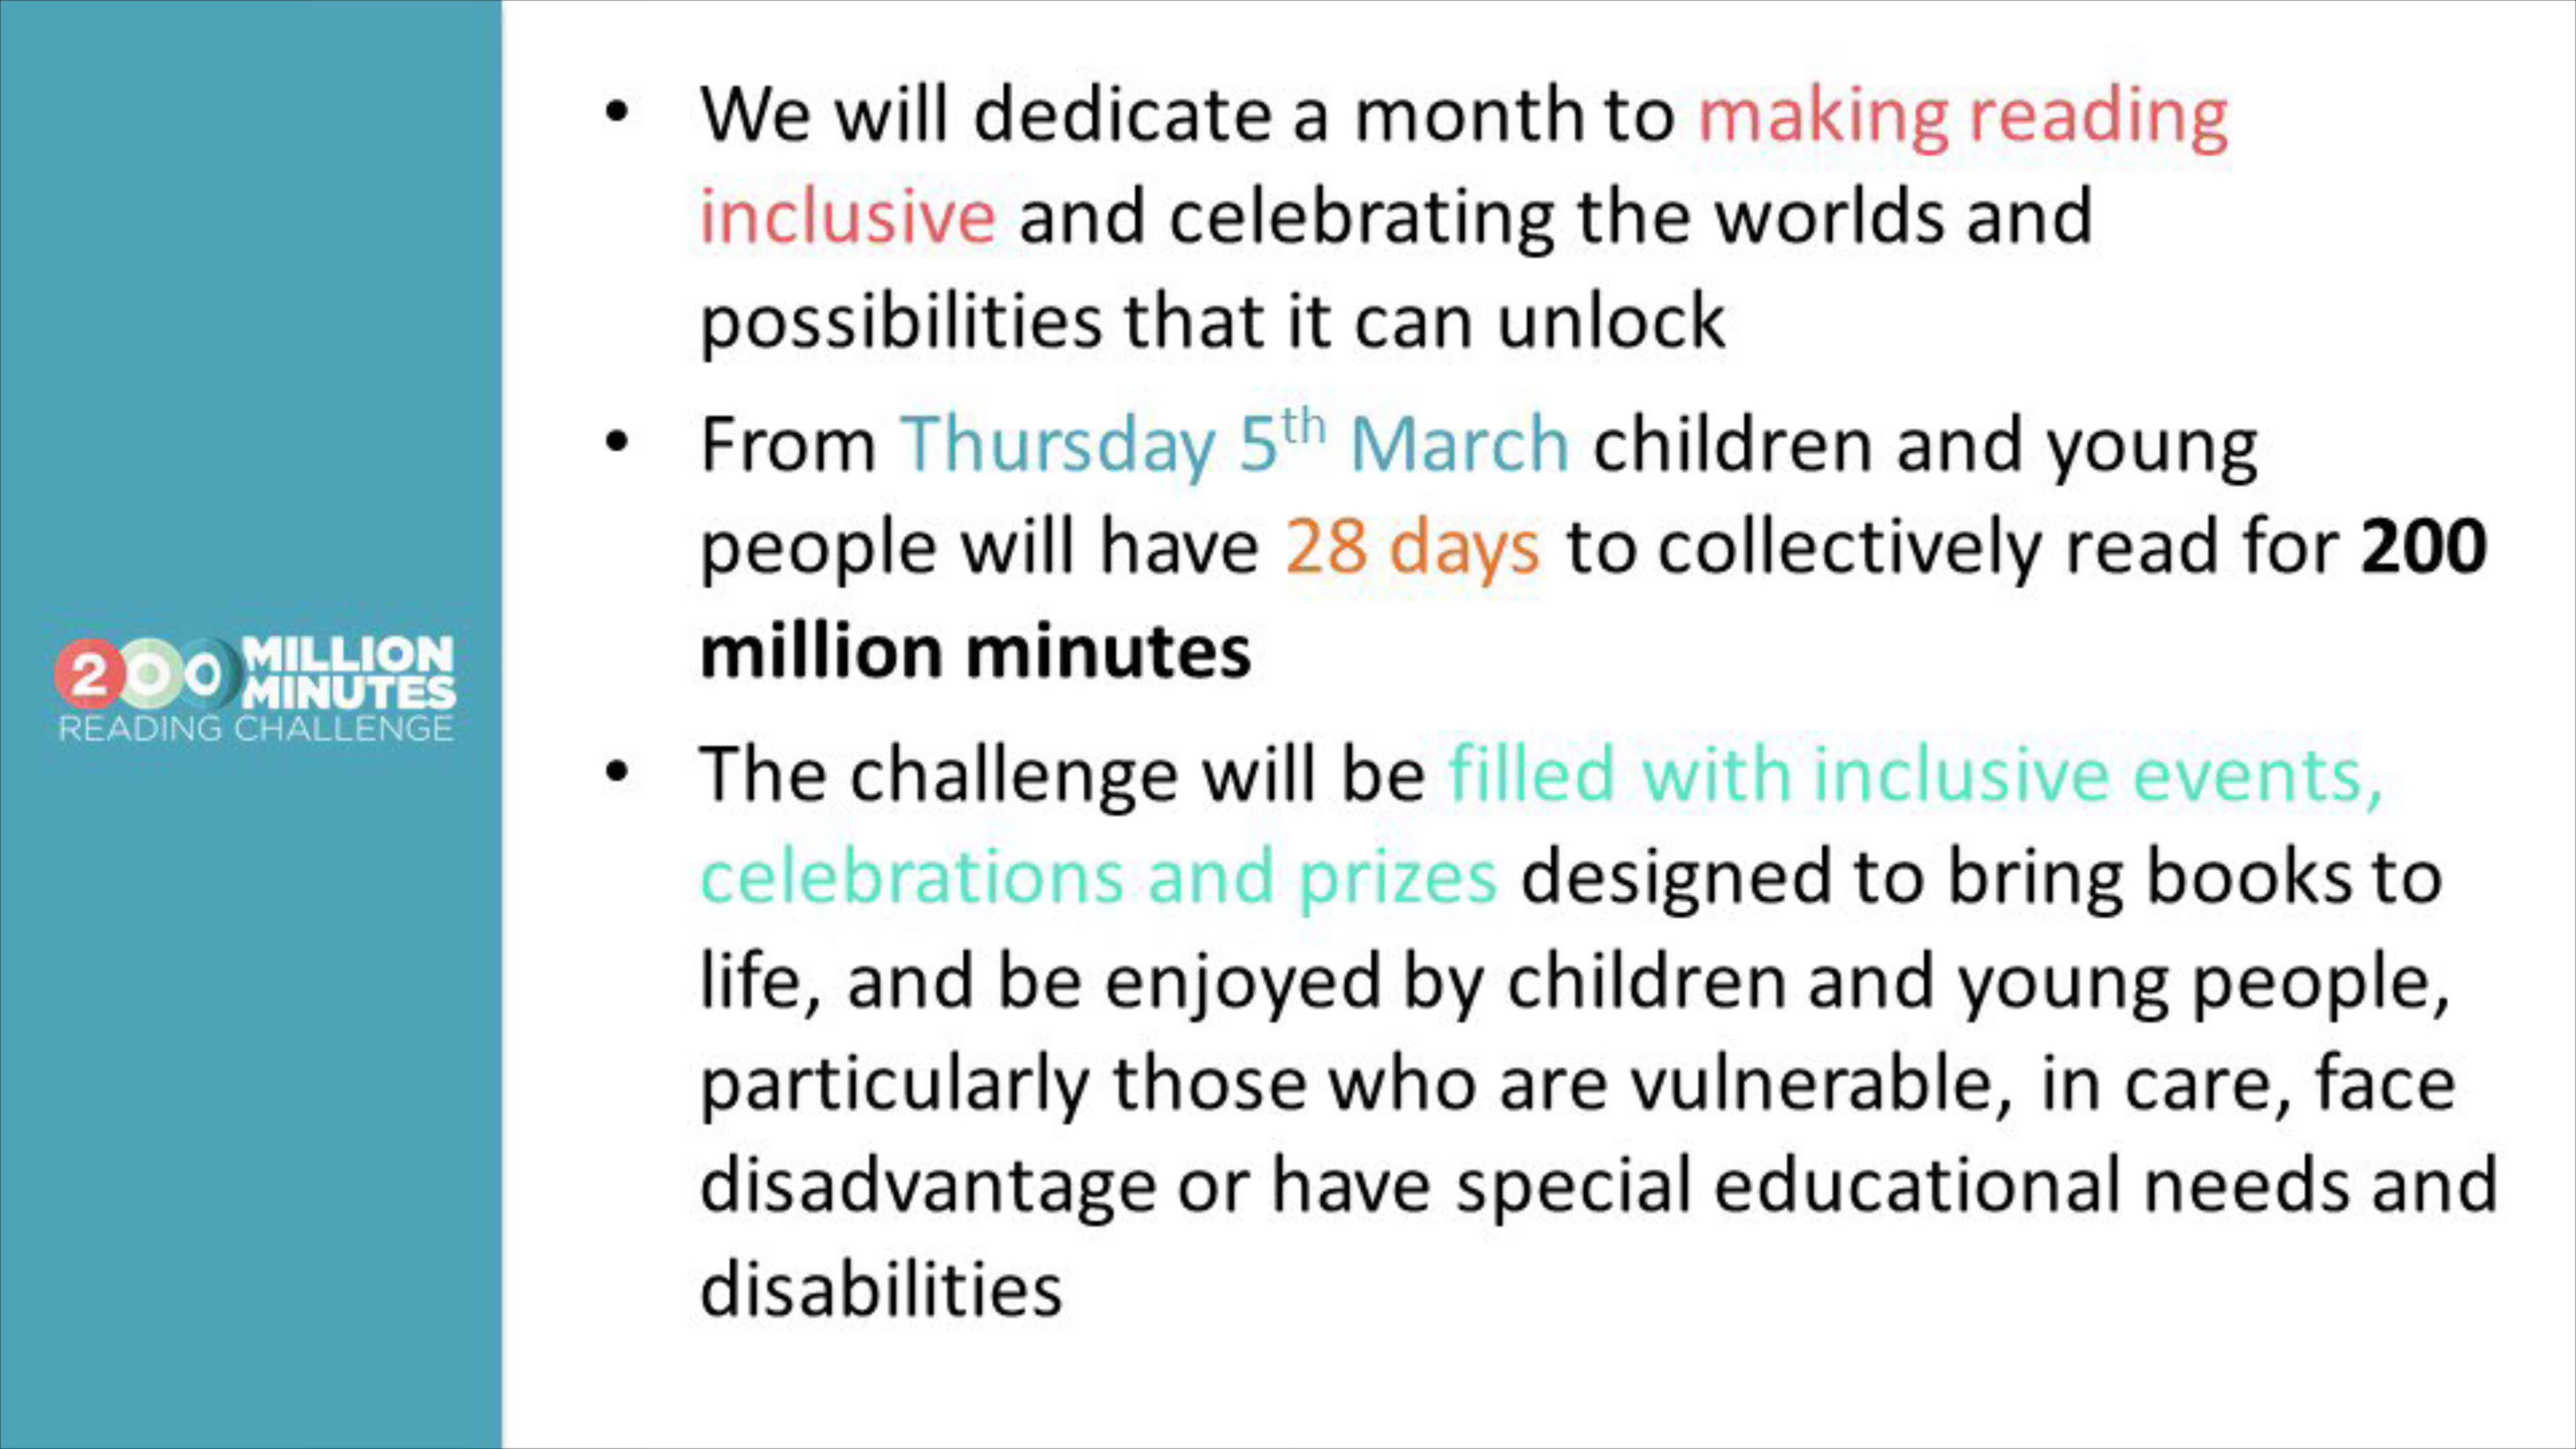 200 MILLION
MINUTES
READING CHALLENGE
• We will dedicate a month to making reading
inclusive and celebrating the worlds and
possibilities that it can unlock
• From Thursday 5th March children and young
people will have 28 days to collectively read for 200
million minutes
• The challenge will be filled with inclusive events,
celebrations and prizes designed to bring books to
life, and be enjoyed by children and young people,
particularly those who are vulnerable, in care, face
disadvantage or have special educational needs and
disabilities